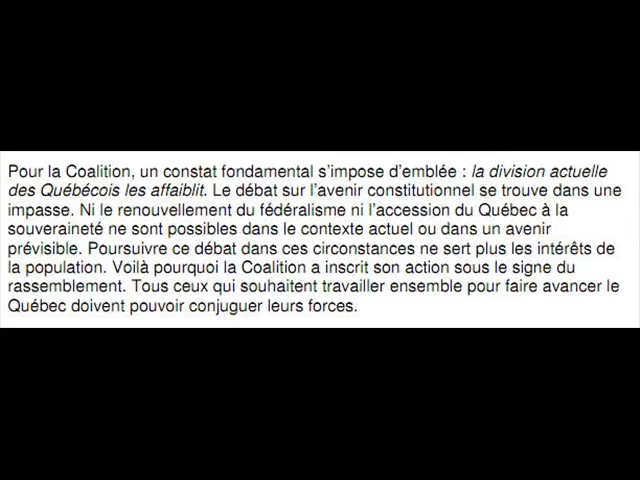 Pour la Coalition, un constat fondamental s'impose d'emblée : la division actuelle
des Québécois les affaiblit. Le débat sur l'avenir constitutionnel se trouve dans une
impasse. Ni le renouvellement du fédéralisme ni l'accession du Québec à la
souveraineté ne sont possibles dans le contexte actuel ou dans un avenir
prévisible. Poursuivre ce débat dans ces circonstances ne sert plus les intérêts de
la population. Voilà pourquoi la Coalition a inscrit son action sous le signe du
rassemblement. Tous ceux qui souhaitent travailler ensemble pour faire avancer le
Québec doivent pouvoir conjuguer leurs forces.